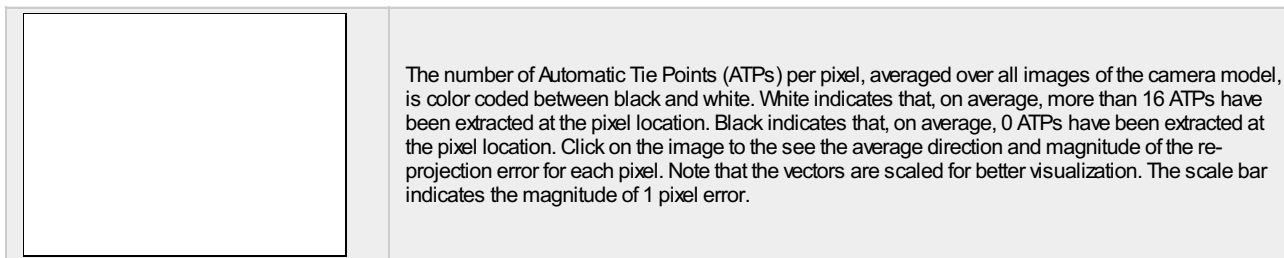 The number of Automatic Tie Points (ATPs) per pixel, averaged over all images of the camera model,
is color coded between black and white. White indicates that, on average, more than 16 ATPs have
been extracted at the pixel location. Black indicates that, on average, 0 ATPs have been extracted at
the pixel location. Click on the image to the see the average direction and magnitude of the re-
projection error for each pixel. Note that the vectors are scaled for better visualization. The scale bar
indicates the magnitude of 1 pixel error.